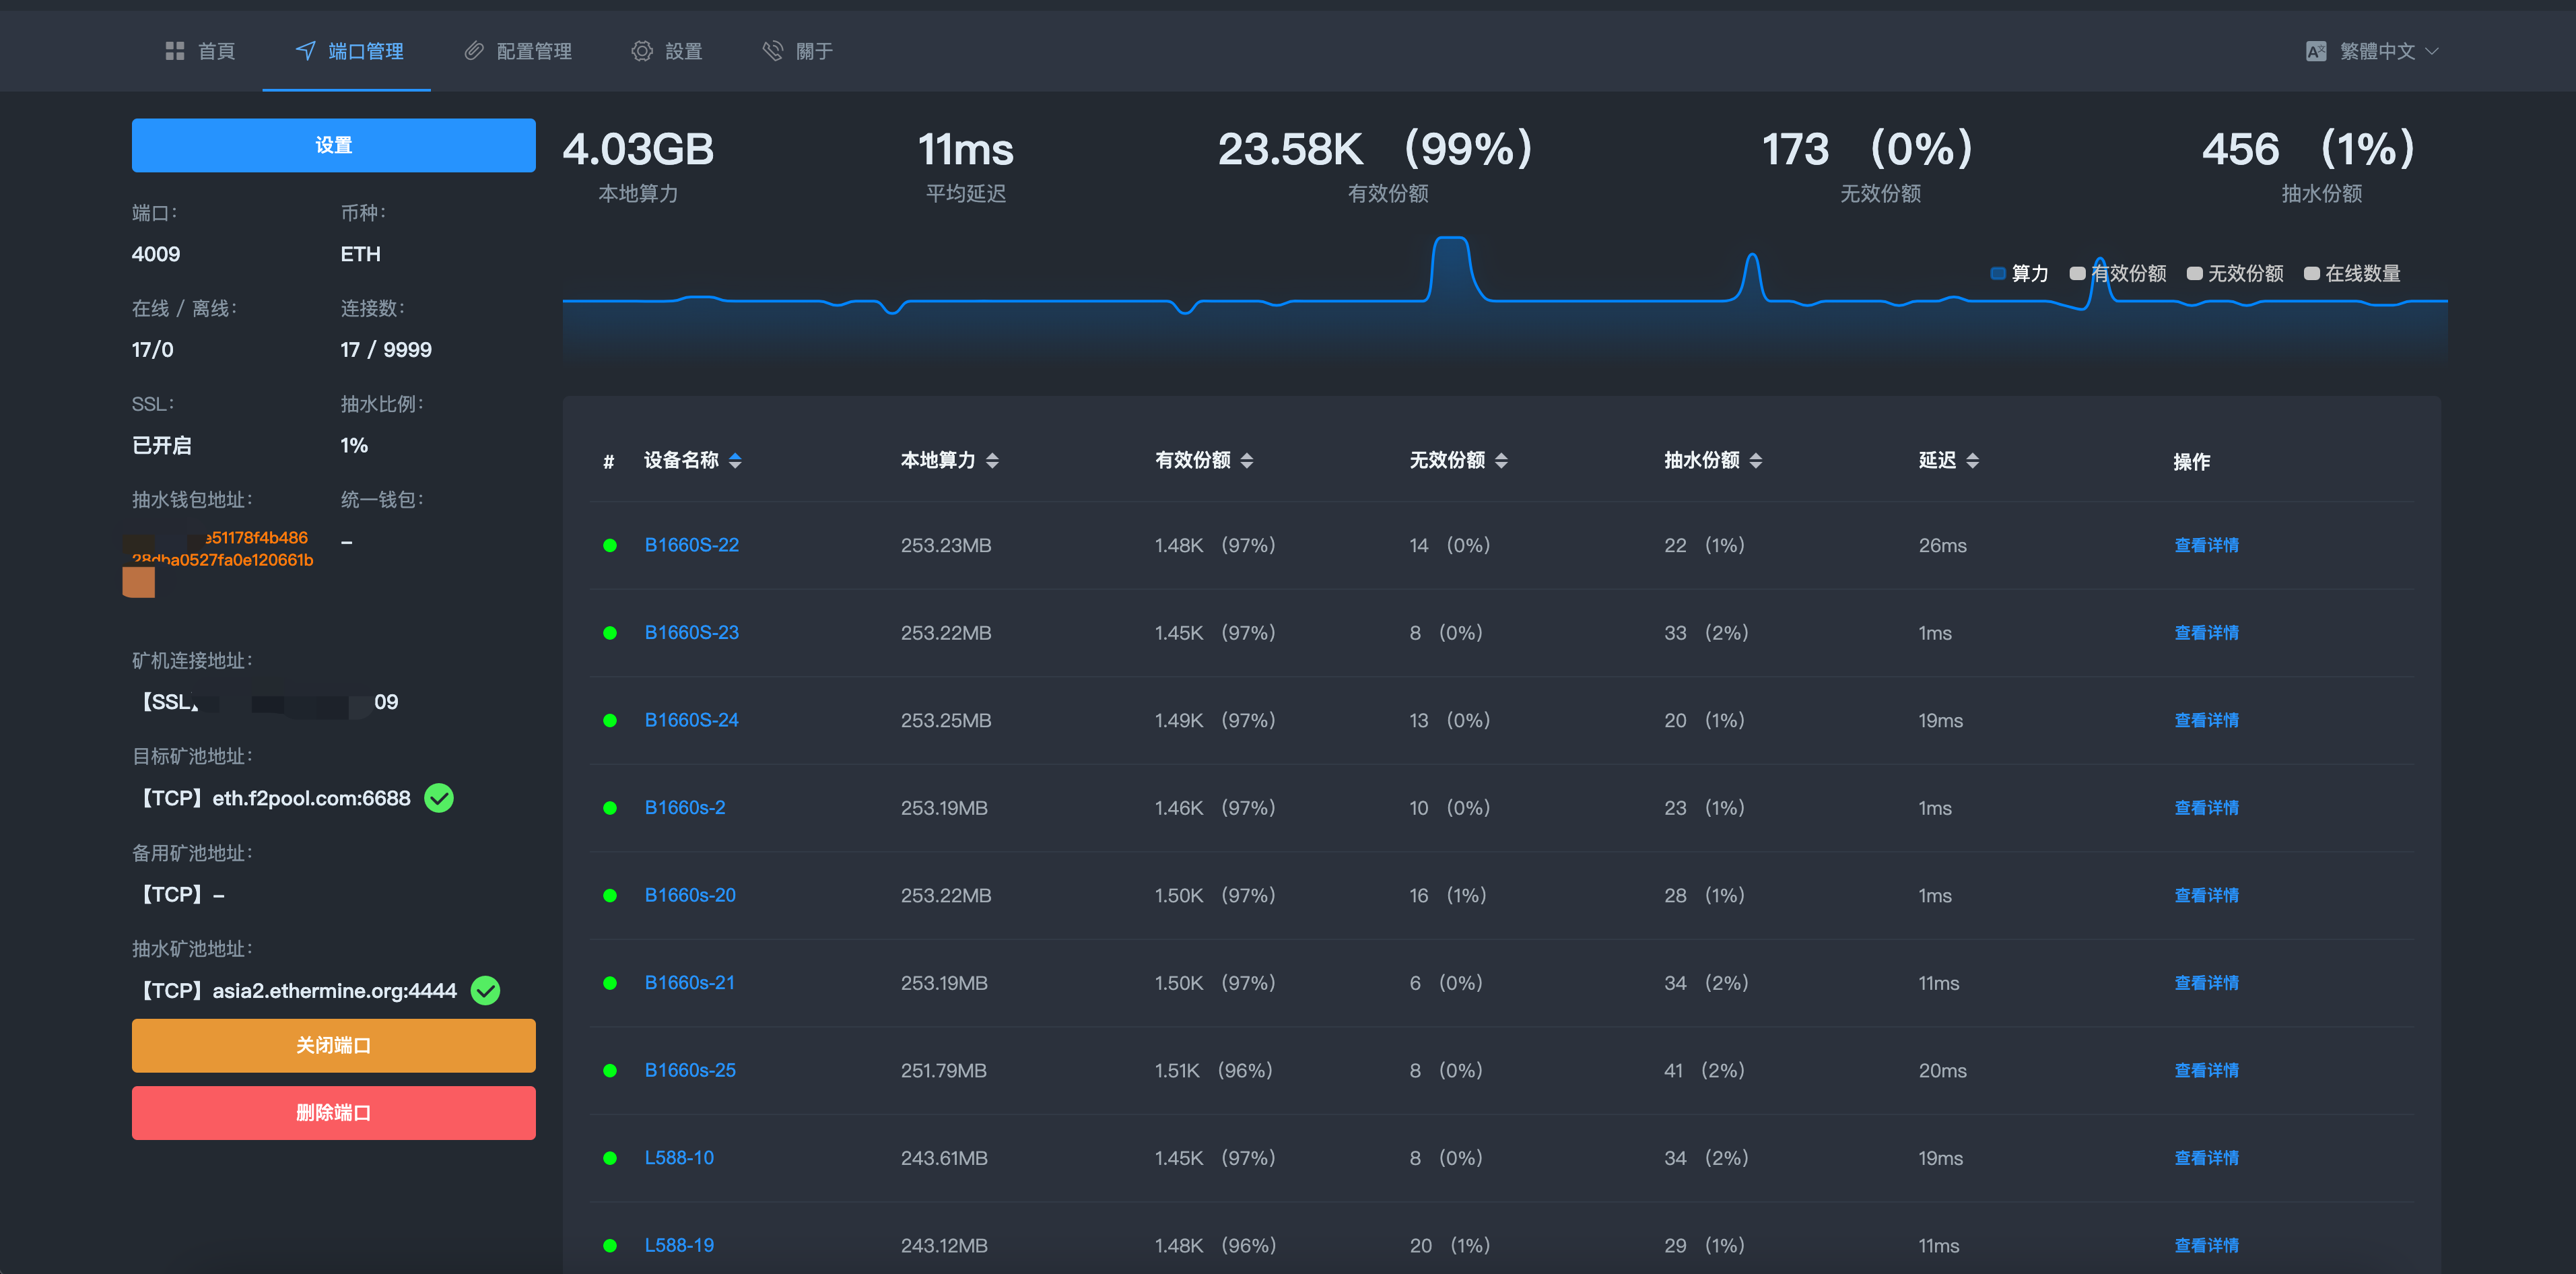 首頁 端口管理 配置管理 設置 關于 繁體中文
设置
端口： 币种：
4009 ETH
在线 / 离线： 连接数：
17/0 17 / 9999
SSL： 抽水比例：
已开启 1%
抽水钱包地址： 统一钱包：
e51178f4b486 –
28dba0527fa0e120661b
矿机连接地址：
【SSL】 09
目标矿池地址：
【TCP】eth.f2pool.com:6688
备用矿池地址：
【TCP】–
抽水矿池地址：
【TCP】asia2.ethermine.org:4444
关闭端口
删除端口
4.03GB 11ms 23.58K （99%） 173 （0%） 456 （1%）
本地算力 平均延迟 有效份额 无效份额 抽水份额
算力 有效份额 无效份额 在线数量
# 设备名称 本地算力 有效份额 无效份额 抽水份额 延迟 操作
B1660S-22 253.23MB 1.48K （97%） 14 （0%） 22 （1%） 26ms 查看详情
B1660S-23 253.22MB 1.45K （97%） 8 （0%） 33 （2%） 1ms 查看详情
B1660S-24 253.25MB 1.49K （97%） 13 （0%） 20 （1%） 19ms 查看详情
B1660s-2 253.19MB 1.46K （97%） 10 （0%） 23 （1%） 1ms 查看详情
B1660s-20 253.22MB 1.50K （97%） 16 （1%） 28 （1%） 1ms 查看详情
B1660s-21 253.19MB 1.50K （97%） 6 （0%） 34 （2%） 11ms 查看详情
B1660s-25 251.79MB 1.51K （96%） 8 （0%） 41 （2%） 20ms 查看详情
L588-10 243.61MB 1.45K （97%） 8 （0%） 34 （2%） 19ms 查看详情
L588-19 243.12MB 1.48K （96%） 20 （1%） 29 （1%） 11ms 查看详情